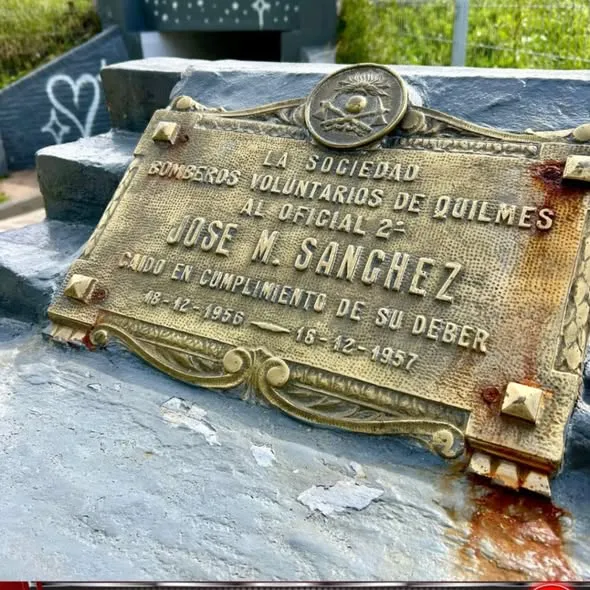 LA SOCIEDAD
BOMBEROS VOLUNTARIOS DE QUILMES
AL OFICIAL 2º
JOSE M. SANCHEZ
CAIDO EN CUMPLIMIENTO DE SU DEBER
18-12-1956 — 16-12-1957